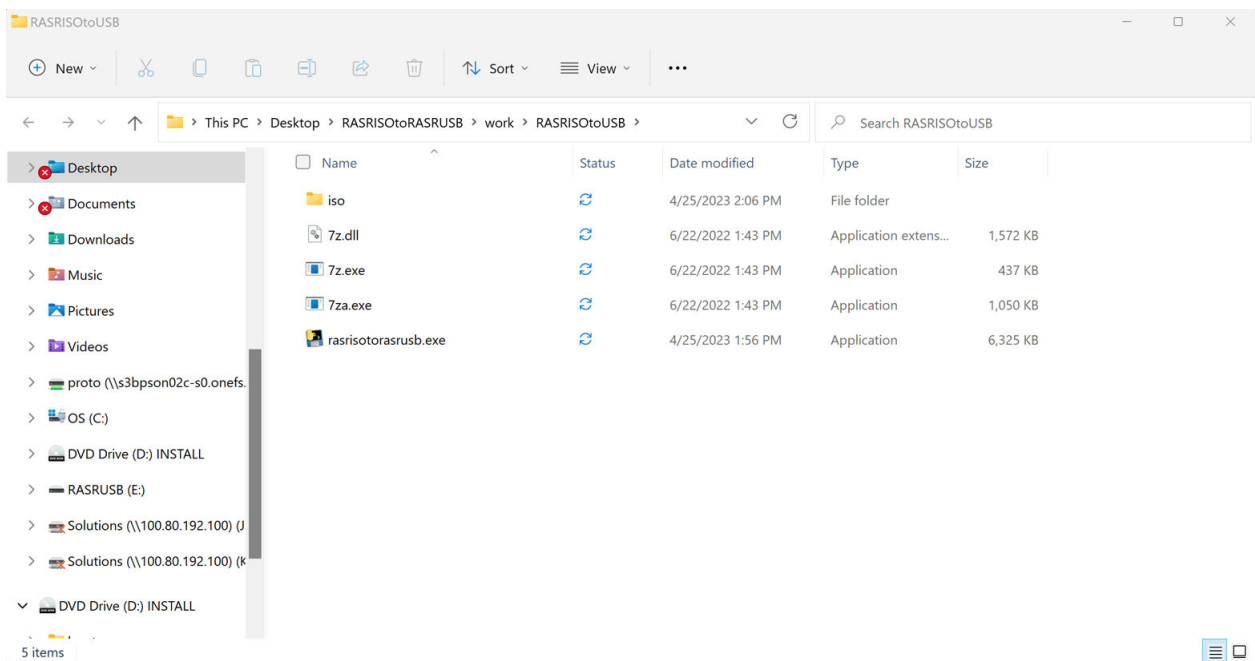 RASRISOtoUSB
New
Sort
View
This PC > Desktop > RASRISOtoRASRUSB > work > RASRISOtoUSB >
Search RASRISOtoUSB
Name Status Date modified Type Size
iso 4/25/2023 2:06 PM File folder
7z.dll 6/22/2022 1:43 PM Application extens... 1,572 KB
7z.exe 6/22/2022 1:43 PM Application 437 KB
7za.exe 6/22/2022 1:43 PM Application 1,050 KB
rasrisotorasrusb.exe 4/25/2023 1:56 PM Application 6,325 KB
Desktop
Documents
Downloads
Music
Pictures
Videos
proto (\\s3bpson02c-s0.onefs.
OS (C:)
DVD Drive (D:) INSTALL
RASRUSB (E:)
Solutions (\\100.80.192.100) (J
Solutions (\\100.80.192.100) (K
DVD Drive (D:) INSTALL
5 items